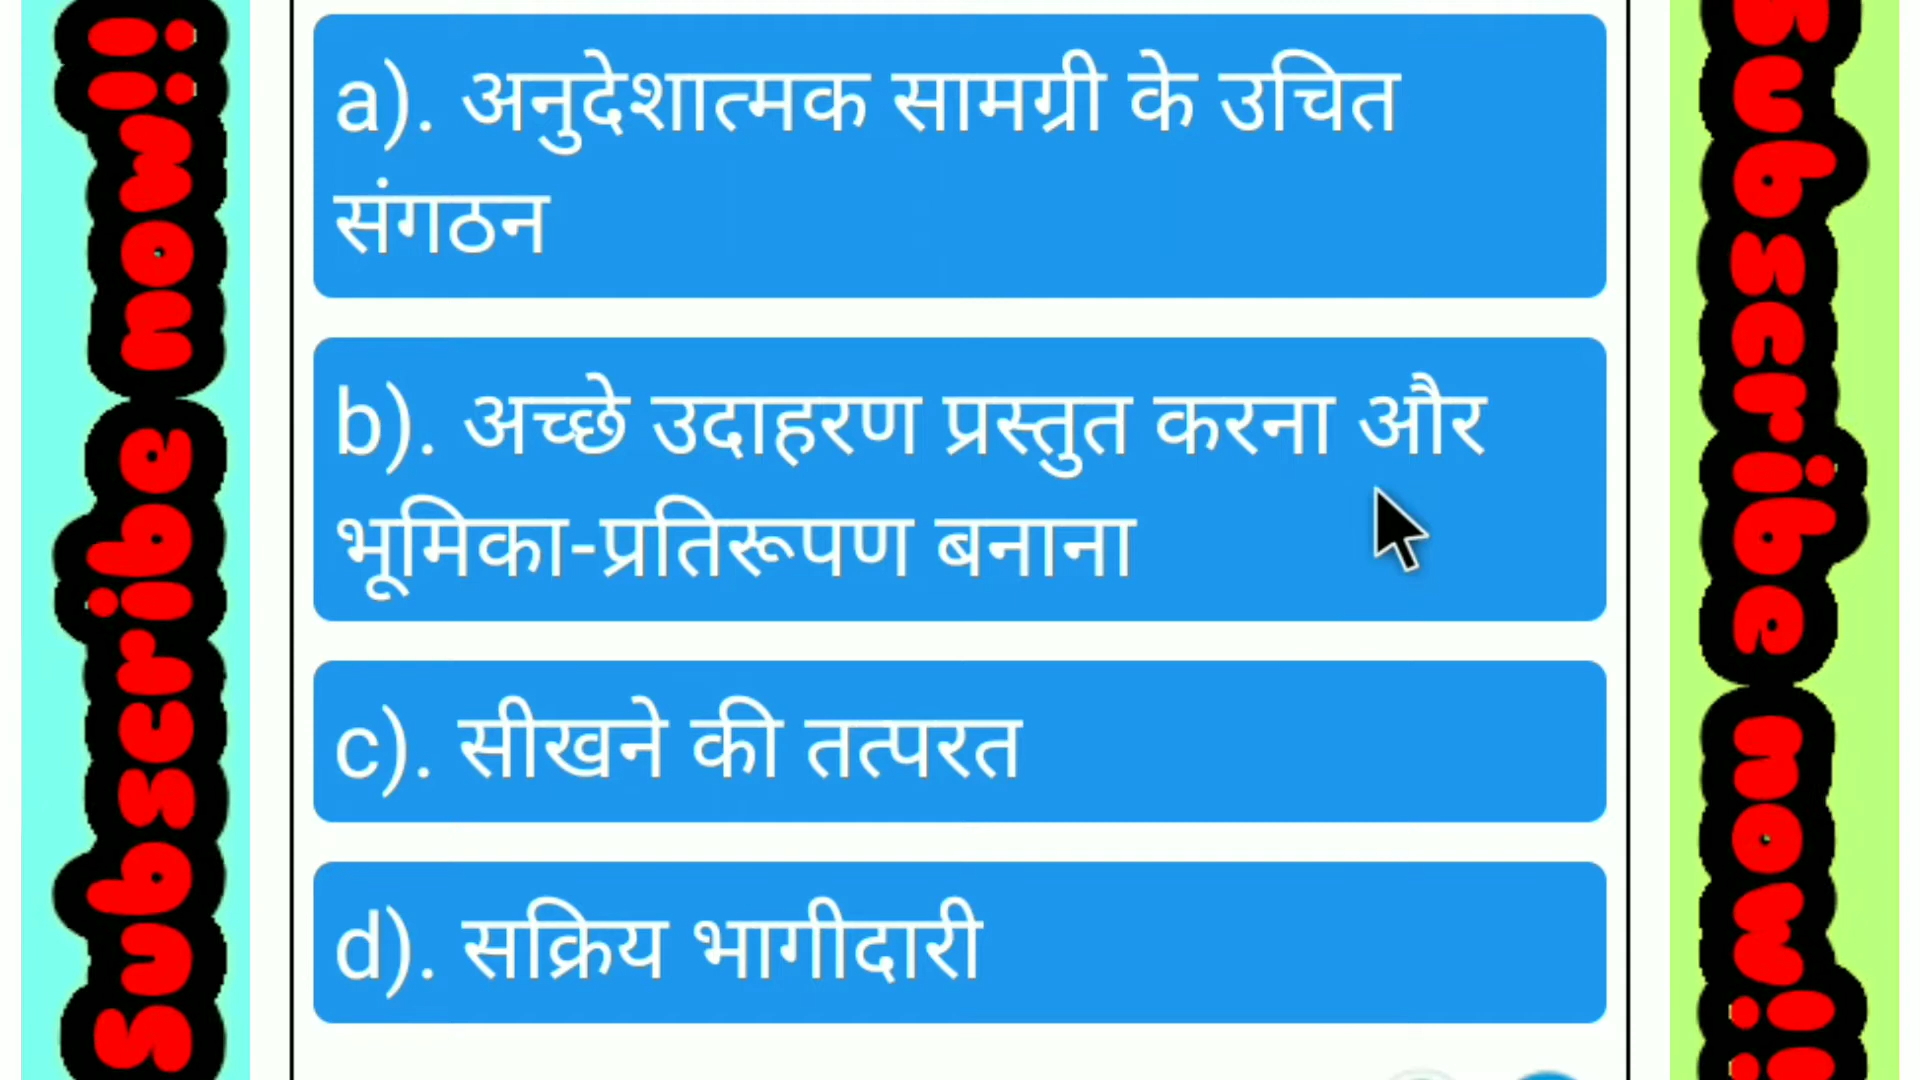 Subscribe now!!
a). अनुदेशात्मक सामग्री के उचित
संगठन
b). अच्छे उदाहरण प्रस्तुत करना और
भूमिका-प्रतिरूपण बनाना
c). सीखने की तत्परत
d). सक्रिय भागीदारी
Subscribe now!!